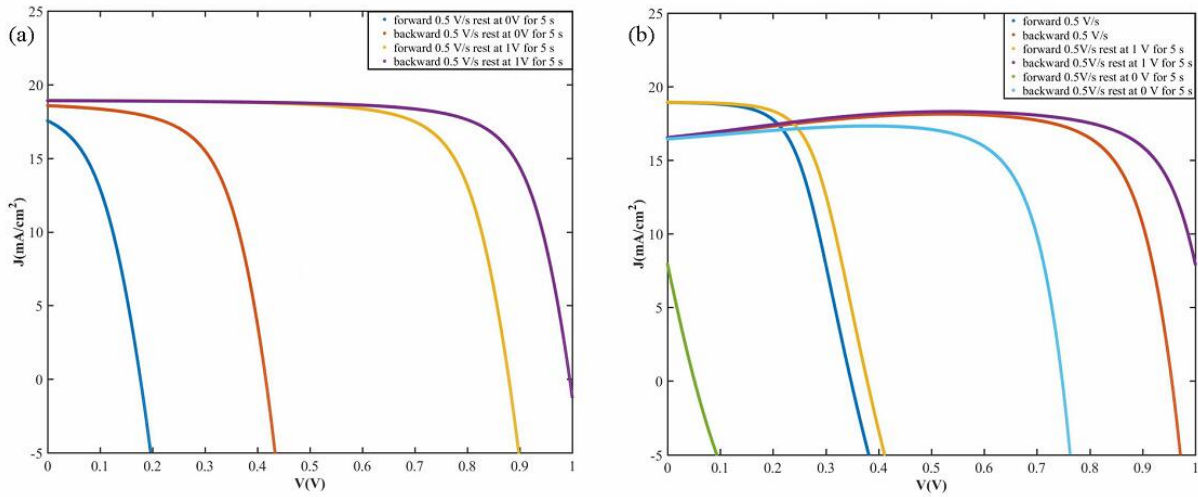 (a)
25
20
15
10
5
0
-5
J(mA/cm²)
0 0.1 0.2 0.3 0.4 0.5 0.6 0.7 0.8 0.9 1
V(V)
forward 0.5 V/s rest at 0V for 5 s
backward 0.5 V/s rest at 0V for 5 s
forward 0.5 V/s rest at 1V for 5 s
backward 0.5 V/s rest at 1V for 5 s
(b)
25
20
15
10
5
0
-5
J(mA/cm²)
0 0.1 0.2 0.3 0.4 0.5 0.6 0.7 0.8 0.9 1
V(V)
forward 0.5 V/s
backward 0.5 V/s
forward 0.5V/s rest at 1 V for 5 s
backward 0.5V/s rest at 1 V for 5 s
forward 0.5V/s rest at 0 V for 5 s
backward 0.5V/s rest at 0 V for 5 s